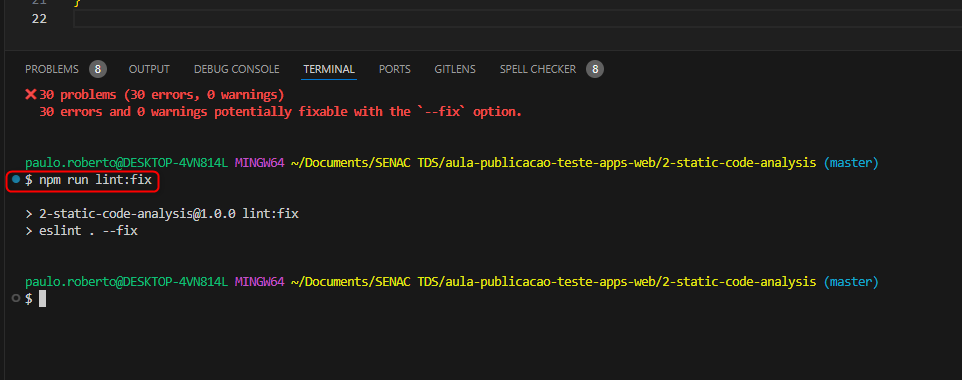 21 }
22
PROBLEMS 8 OUTPUT DEBUG CONSOLE TERMINAL PORTS GITLENS SPELL CHECKER 8
❌ 30 problems (30 errors, 0 warnings)
30 errors and 0 warnings potentially fixable with the `--fix` option.
paulo.roberto@DESKTOP-4VN814L MINGW64 ~/Documents/SENAC TDS/aula-publicacao-teste-apps-web/2-static-code-analysis (master)
$ npm run lint:fix
> 2-static-code-analysis@1.0.0 lint:fix
> eslint . --fix
paulo.roberto@DESKTOP-4VN814L MINGW64 ~/Documents/SENAC TDS/aula-publicacao-teste-apps-web/2-static-code-analysis (master)
$